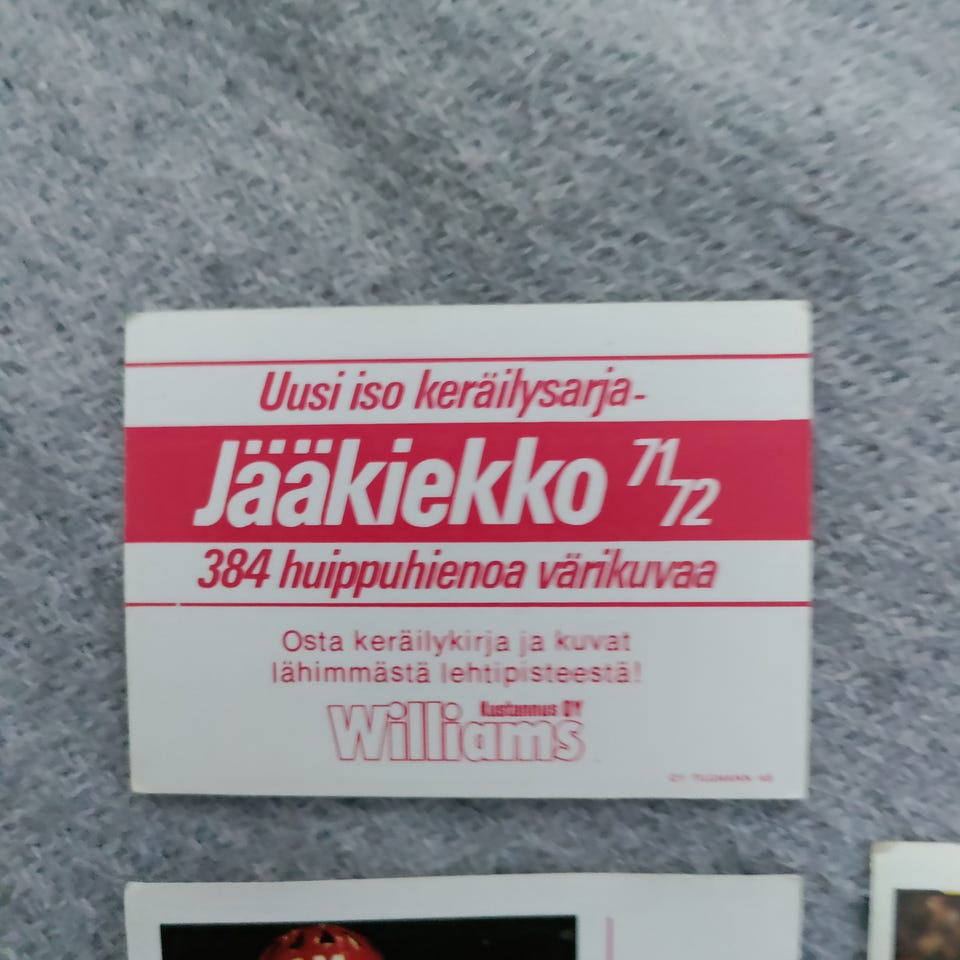 Uusi iso keräilysarja-
Jääkiekko 71/72
384 huippuhienoa värikuvaa
Osta keräilykirja ja kuvat
lähimmästä lehtipisteestä!
Kustannus OY
Williams